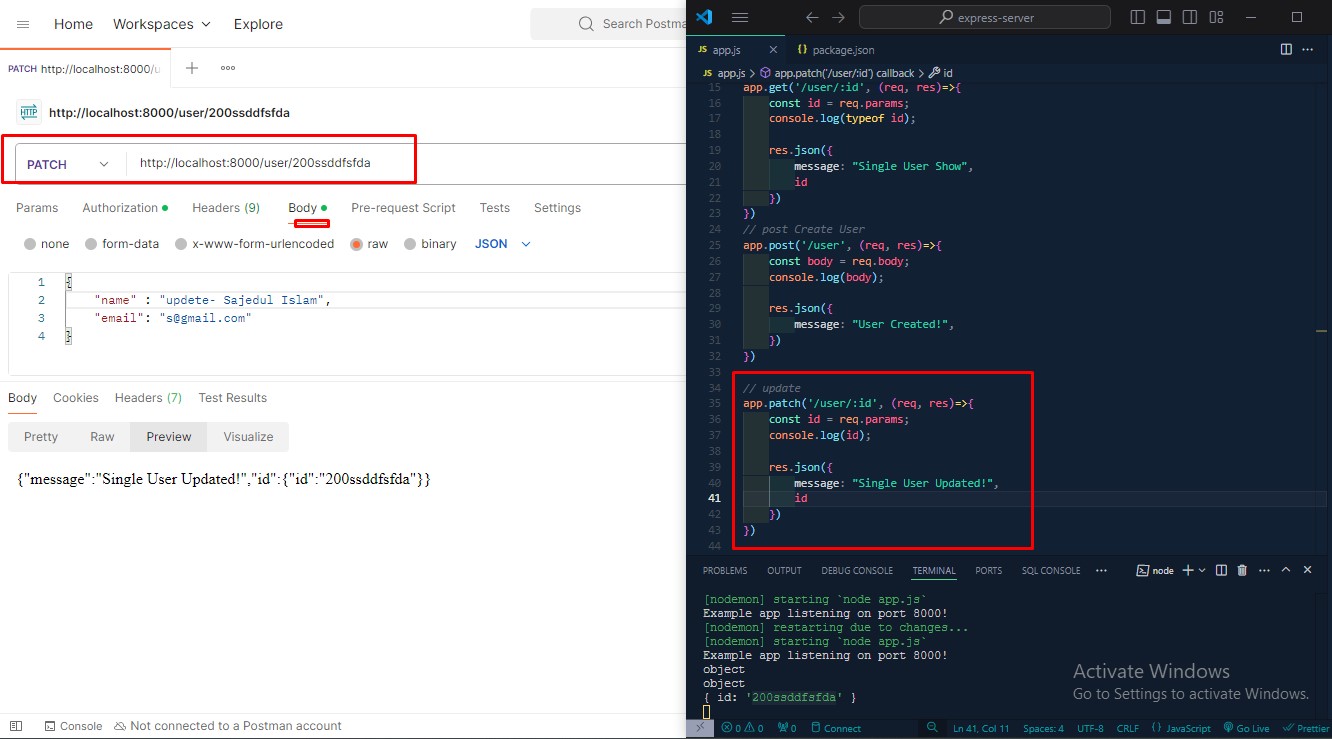 Home Workspaces Explore Search Postma
PATCH http://localhost:8000/u
HTTP http://localhost:8000/user/200ssddfsfda
PATCH http://localhost:8000/user/200ssddfsfda
Params Authorization Headers (9) Body Pre-request Script Tests Settings
none form-data x-www-form-urlencoded raw binary JSON
1 {
2 "name" : "updete- Sajedul Islam",
3 "email": "s@gmail.com"
4 }
Body Cookies Headers (7) Test Results
Pretty Raw Preview Visualize
{"message":"Single User Updated!","id":{"id":"200ssddfsfda"}}
Console Not connected to a Postman account
express-server
JS app.js {} package.json
JS app.js > app.patch('/user/:id') callback > id
15 app.get('/user/:id', (req, res)=>{
16 const id = req.params;
17 console.log(typeof id);
18
19 res.json({
20 message: "Single User Show",
21 id
22 })
23 })
24 // post Create User
25 app.post('/user', (req, res)=>{
26 const body = req.body;
27 console.log(body);
28
29 res.json({
30 message: "User Created!",
31 })
32 })
33
34 // update
35 app.patch('/user/:id', (req, res)=>{
36 const id = req.params;
37 console.log(id);
38
39 res.json({
40 message: "Single User Updated!",
41 id
42 })
43 })
44
PROBLEMS OUTPUT DEBUG CONSOLE TERMINAL PORTS SQL CONSOLE node
[nodemon] starting `node app.js`
Example app listening on port 8000!
[nodemon] restarting due to changes...
[nodemon] starting `node app.js`
Example app listening on port 8000!
object
object
{ id: '200ssddfsfda' }
Activate Windows
Go to Settings to activate Windows.
0 0 0 Connect Ln 41, Col 11 Spaces: 4 UTF-8 CRLF {} JavaScript Go Live Prettier